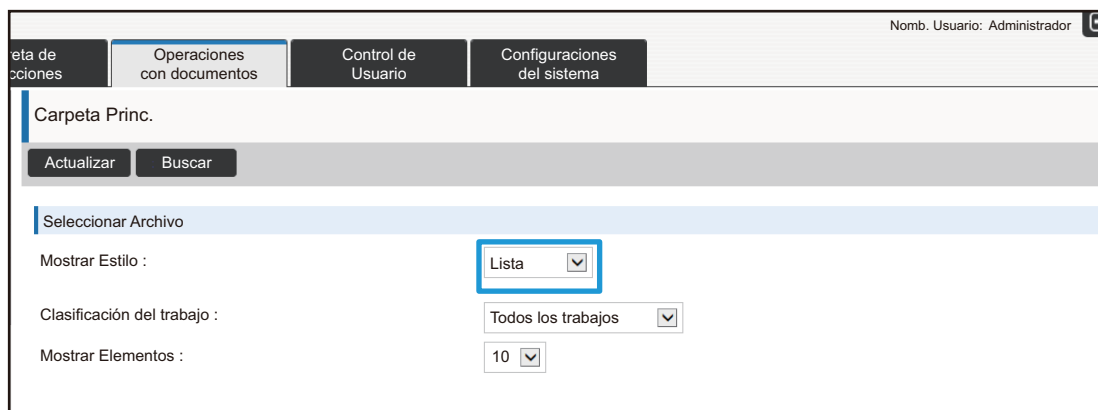 Nomb. Usuario: Administrador
reta de
cciones
Operaciones
con documentos
Control de
Usuario
Configuraciones
del sistema
Carpeta Princ.
Actualizar
Buscar
Seleccionar Archivo
Mostrar Estilo :
Lista
Clasificación del trabajo :
Todos los trabajos
Mostrar Elementos :
10